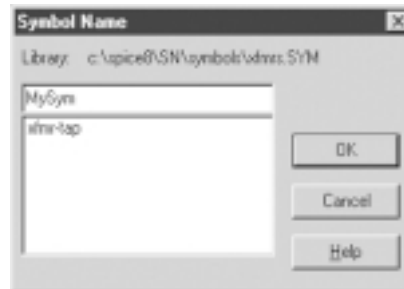 Symbol Name
Library: c:\spice8\SN\symbols\xfmrs.SYM
MySym
xfmr-tap
OK
Cancel
Help